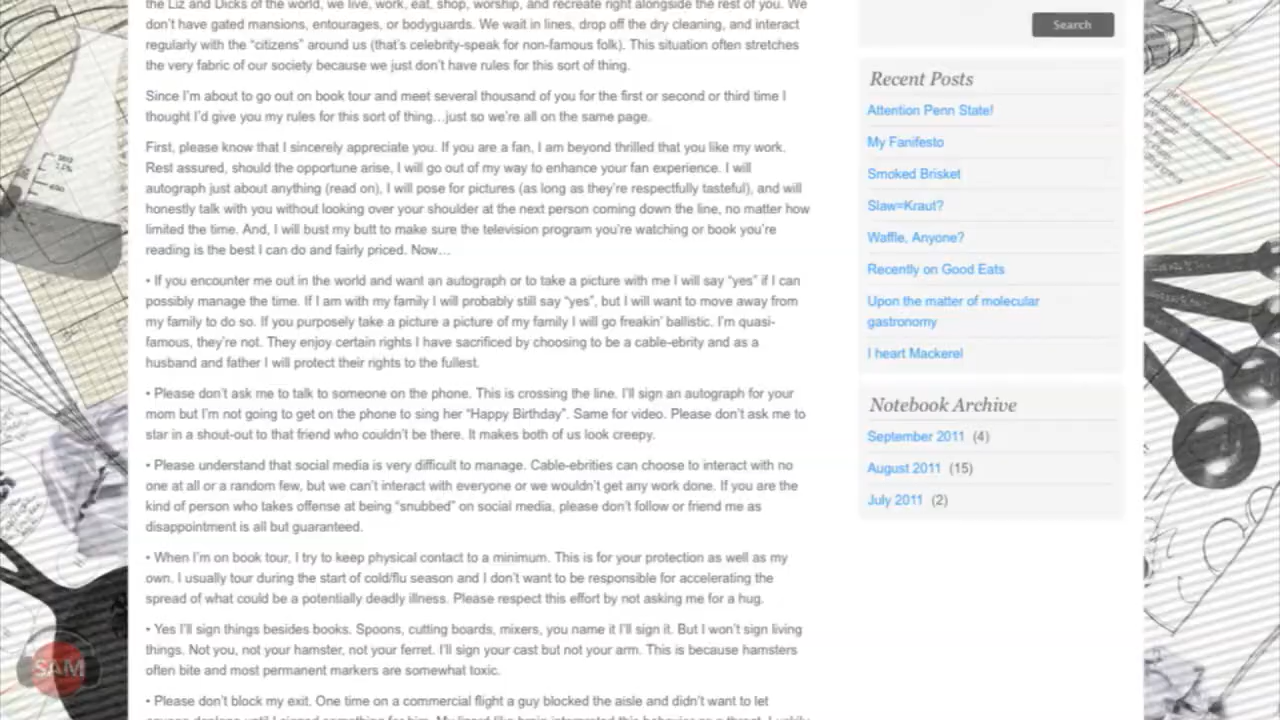 the Liz and Dicks of the world, we live, work, eat, shop, worship, and recreate right alongside the rest of you. We
don't have gated mansions, entourages, or bodyguards. We wait in lines, drop off the dry cleaning, and interact
regularly with the "citizens" around us (that's celebrity-speak for non-famous folk). This situation often stretches
the very fabric of our society because we just don't have rules for this sort of thing.
Since I'm about to go out on book tour and meet several thousand of you for the first or second or third time I
thought I'd give you my rules for this sort of thing…just so we're all on the same page.
First, please know that I sincerely appreciate you. If you are a fan, I am beyond thrilled that you like my work.
Rest assured, should the opportune arise, I will go out of my way to enhance your fan experience. I will
autograph just about anything (read on), I will pose for pictures (as long as they're respectfully tasteful), and will
honestly talk with you without looking over your shoulder at the next person coming down the line, no matter how
limited the time. And, I will bust my butt to make sure the television program you're watching or book you're
reading is the best I can do and fairly priced. Now…
• If you encounter me out in the world and want an autograph or to take a picture with me I will say "yes" if I can
possibly manage the time. If I am with my family I will probably still say "yes", but I will want to move away from
my family to do so. If you purposely take a picture a picture of my family I will go freakin' ballistic. I'm quasi-
famous, they're not. They enjoy certain rights I have sacrificed by choosing to be a cable-ebrity and as a
husband and father I will protect their rights to the fullest.
• Please don't ask me to talk to someone on the phone. This is crossing the line. I'll sign an autograph for your
mom but I'm not going to get on the phone to sing her "Happy Birthday". Same for video. Please don't ask me to
star in a shout-out to that friend who couldn't be there. It makes both of us look creepy.
• Please understand that social media is very difficult to manage. Cable-ebrities can choose to interact with no
one at all or a random few, but we can't interact with everyone or we wouldn't get any work done. If you are the
kind of person who takes offense at being "snubbed" on social media, please don't follow or friend me as
disappointment is all but guaranteed.
• When I'm on book tour, I try to keep physical contact to a minimum. This is for your protection as well as my
own. I usually tour during the start of cold/flu season and I don't want to be responsible for accelerating the
spread of what could be a potentially deadly illness. Please respect this effort by not asking me for a hug.
• Yes I'll sign things besides books. Spoons, cutting boards, mixers, you name it I'll sign it. But I won't sign living
things. Not you, not your hamster, not your ferret. I'll sign your cast but not your arm. This is because hamsters
often bite and most permanent markers are somewhat toxic.
• Please don't block my exit. One time on a commercial flight a guy blocked the aisle and didn't want to let
Search
Recent Posts
Attention Penn State!
My Fanifesto
Smoked Brisket
Slaw=Kraut?
Waffle, Anyone?
Recently on Good Eats
Upon the matter of molecular
gastronomy
I heart Mackerel
Notebook Archive
September 2011 (4)
August 2011 (15)
July 2011 (2)
SAM